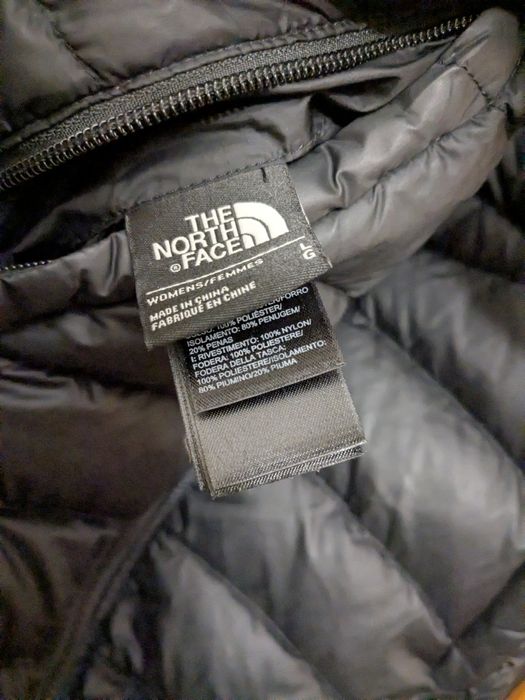 THE
NORTH
FACE
®
L
G
WOMENS/FEMMES
MADE IN CHINA
FABRIQUÉ EN CHINE
100% POLIÉSTER/
ISOLAMENTO: 80% PENUGEM/
20% PENAS
I: RIVESTIMENTO: 100% NYLON/
FODERA: 100% POLIESTERE/
FODERA DELLA TASCA:
100% POLIESTERE/ISOLAMENTO:
80% PIUMINO/20% PIUMA